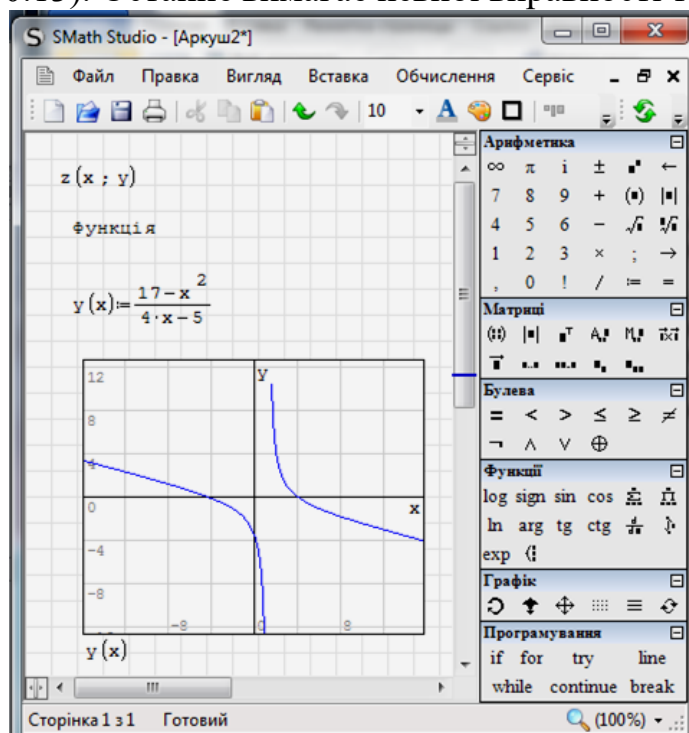 SMath Studio - [Аркуш2*]
Файл Правка Вигляд Вставка Обчислення Сервіс
10 A
z(x ; y)
Функція
y(x):=(17-x^2)/(4·x-5)
12 y
8
4
0 x
-4
-8
-8 0 8
y(x)
Арифметика
∞ π i ± ▪^▪ ←
7 8 9 + (▪) |▪|
4 5 6 − √▪ ▪√▪
1 2 3 × ; →
, 0 ! / := =
Матриці
Булева
= < > ≤ ≥ ≠
¬ ∧ ∨ ⊕
Функції
log sign sin cos
ln arg tg ctg
exp
Графік
Програмування
if for try line
while continue break
Сторінка 1 з 1 Готовий (100%)